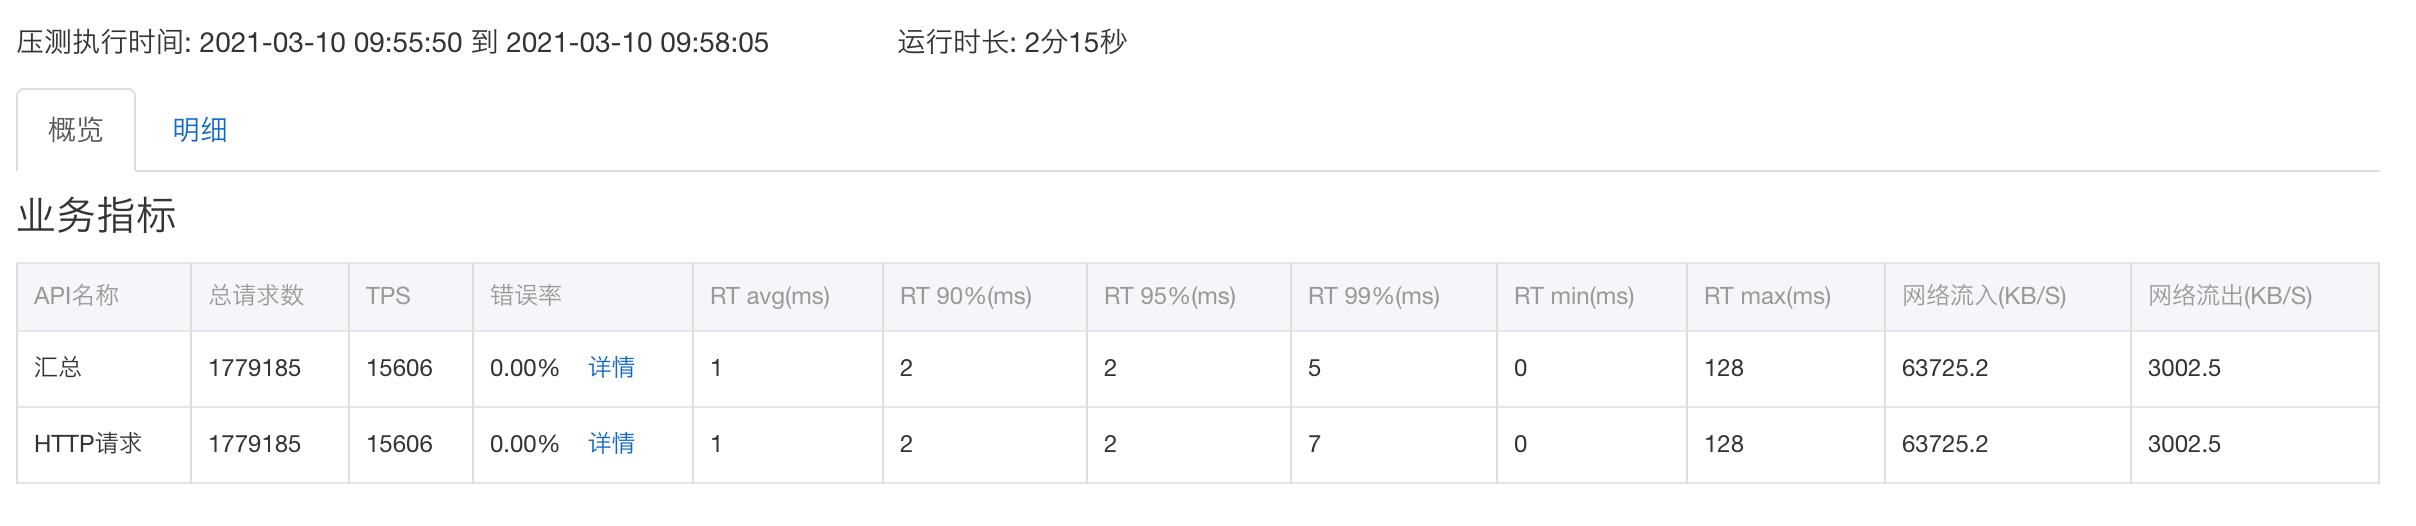 压测执行时间: 2021-03-10 09:55:50 到 2021-03-10 09:58:05 运行时长: 2分15秒
概览 明细
业务指标
API名称 总请求数 TPS 错误率 RT avg(ms) RT 90%(ms) RT 95%(ms) RT 99%(ms) RT min(ms) RT max(ms) 网络流入(KB/S) 网络流出(KB/S)
汇总 1779185 15606 0.00% 详情 1 2 2 5 0 128 63725.2 3002.5
HTTP请求 1779185 15606 0.00% 详情 1 2 2 7 0 128 63725.2 3002.5